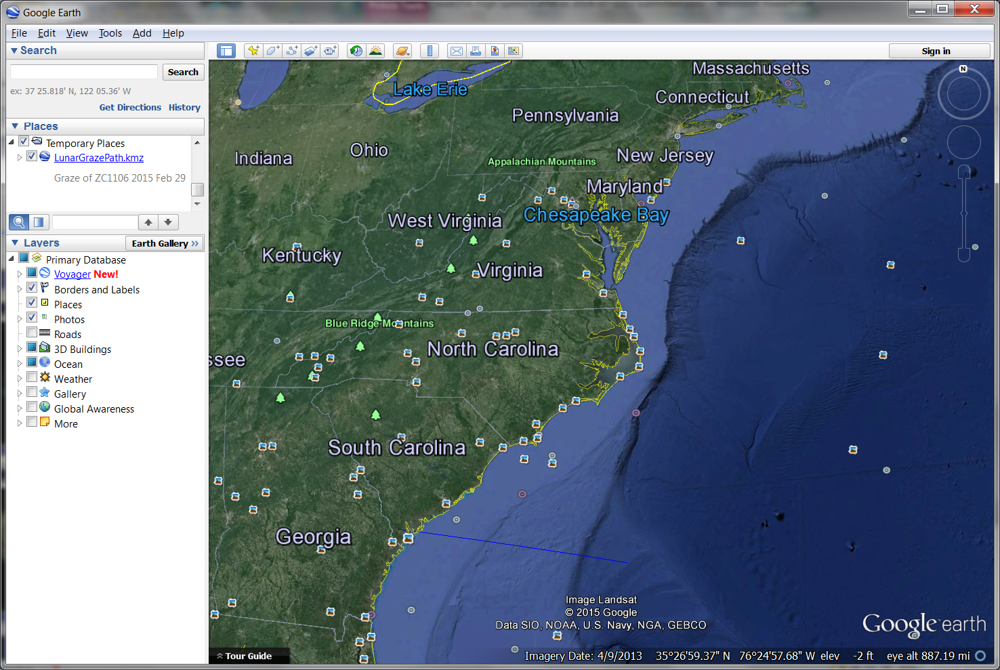 Google Earth
File Edit View Tools Add Help
Search
Search
ex: 37 25.818' N, 122 05.36' W
Get Directions History
Places
Temporary Places
LunarGrazePath.kmz
Graze of ZC1106 2015 Feb 29
Layers
Earth Gallery >>
Primary Database
Voyager New!
Borders and Labels
Places
Photos
Roads
3D Buildings
Ocean
Weather
Gallery
Global Awareness
More
Sign in
N
Massachusetts
Lake Erie
Connecticut
Pennsylvania
Ohio
Indiana
New Jersey
Appalachian Mountains
Maryland
Chesapeake Bay
West Virginia
Kentucky
Virginia
Blue Ridge Mountains
North Carolina
ssee
South Carolina
Georgia
Image Landsat
© 2015 Google
Data SIO, NOAA, U.S. Navy, NGA, GEBCO
Google earth
Tour Guide
Imagery Date: 4/9/2013 35°26'59.37" N 76°24'57.68" W elev -2 ft eye alt 887.19 mi